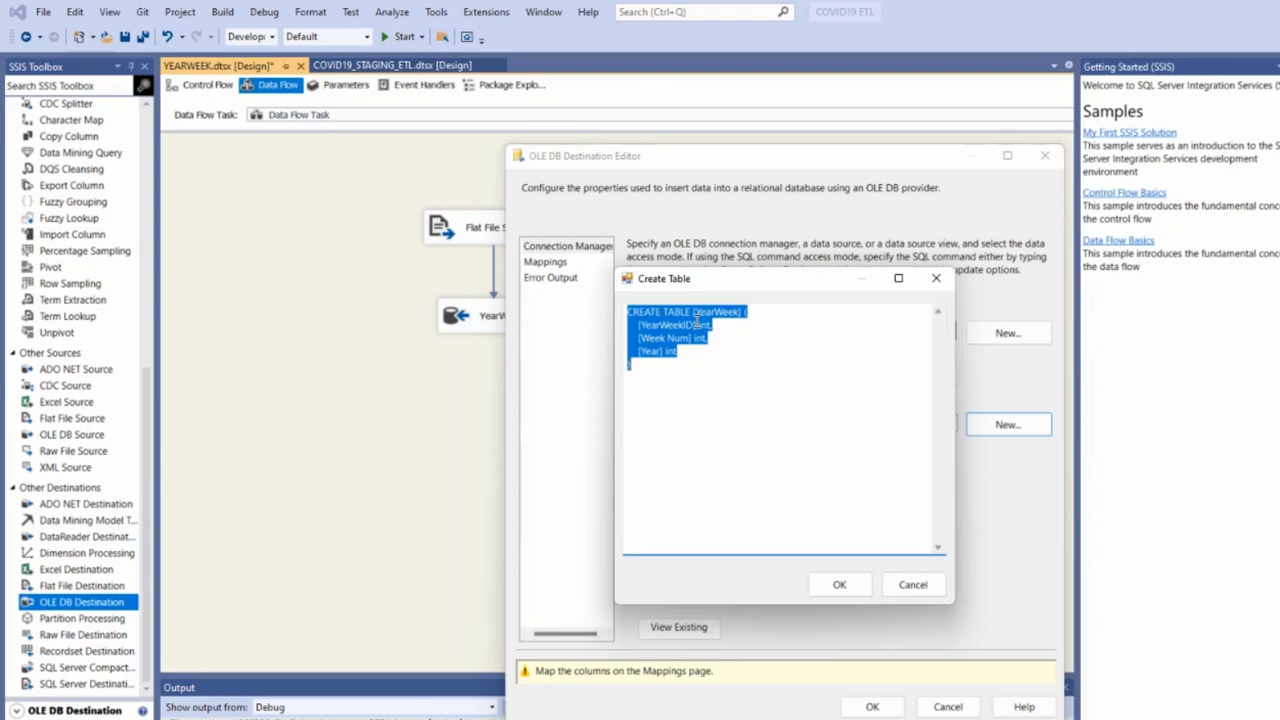 File Edit View Git Project Build Debug Format Test Analyze Tools Extensions Window Help Search (Ctrl+Q) COVID19 ETL
Develop Default Start
SSIS Toolbox
Search SSIS Toolbox
CDC Splitter
Character Map
Copy Column
Data Mining Query
DQS Cleansing
Export Column
Fuzzy Grouping
Fuzzy Lookup
Import Column
Percentage Sampling
Pivot
Row Sampling
Term Extraction
Term Lookup
Unpivot
Other Sources
ADO NET Source
CDC Source
Excel Source
Flat File Source
OLE DB Source
Raw File Source
XML Source
Other Destinations
ADO NET Destination
Data Mining Model T...
DataReader Destinat...
Dimension Processing
Excel Destination
Flat File Destination
OLE DB Destination
Partition Processing
Raw File Destination
Recordset Destination
SQL Server Compact...
SQL Server Destinati...
OLE DB Destination
YEARWEEK.dtsx [Design]* COVID19_STAGING_ETL.dtsx [Design]
Control Flow Data Flow Parameters Event Handlers Package Explo...
Data Flow Task: Data Flow Task
Flat File S
YearW
OLE DB Destination Editor
Configure the properties used to insert data into a relational database using an OLE DB provider.
Connection Manager
Mappings
Error Output
Specify an OLE DB connection manager, a data source, or a data source view, and select the data
access mode. If using the SQL command access mode, specify the SQL command either by typing
update options.
New...
New...
Create Table
CREATE TABLE [YearWeek] (
[YearWeekID] int,
[Week Num] int,
[Year] int
)
OK Cancel
View Existing
Map the columns on the Mappings page.
OK Cancel Help
Output
Show output from: Debug
Getting Started (SSIS)
Welcome to SQL Server Integration Services (
Samples
My First SSIS Solution
This sample serves as an introduction to the S
Server Integration Services development
environment
Control Flow Basics
This sample introduces the fundamental conce
the control flow
Data Flow Basics
This sample introduces the fundamental conce
the data flow